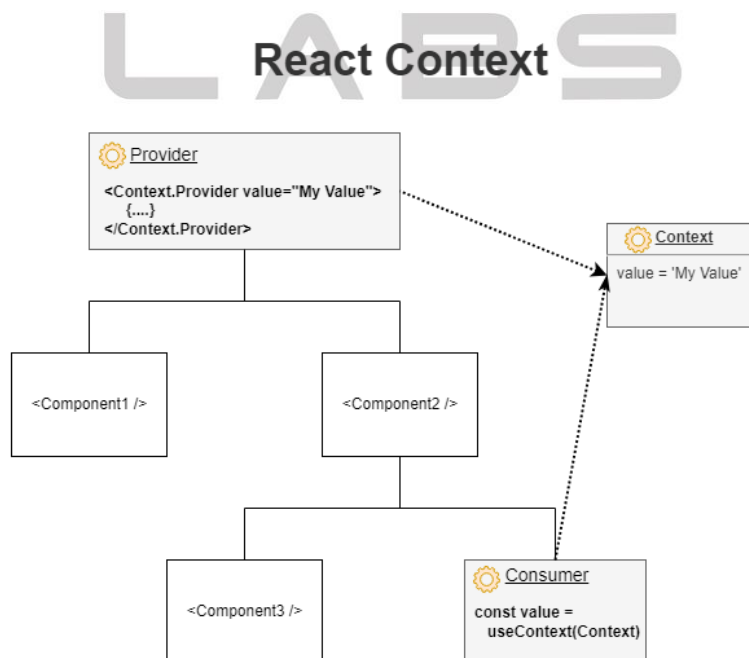 LABS
React Context
Provider
<Context.Provider value="My Value">
{....}
</Context.Provider>
Context
value = 'My Value'
<Component1 />
<Component2 />
<Component3 />
Consumer
const value =
useContext(Context)